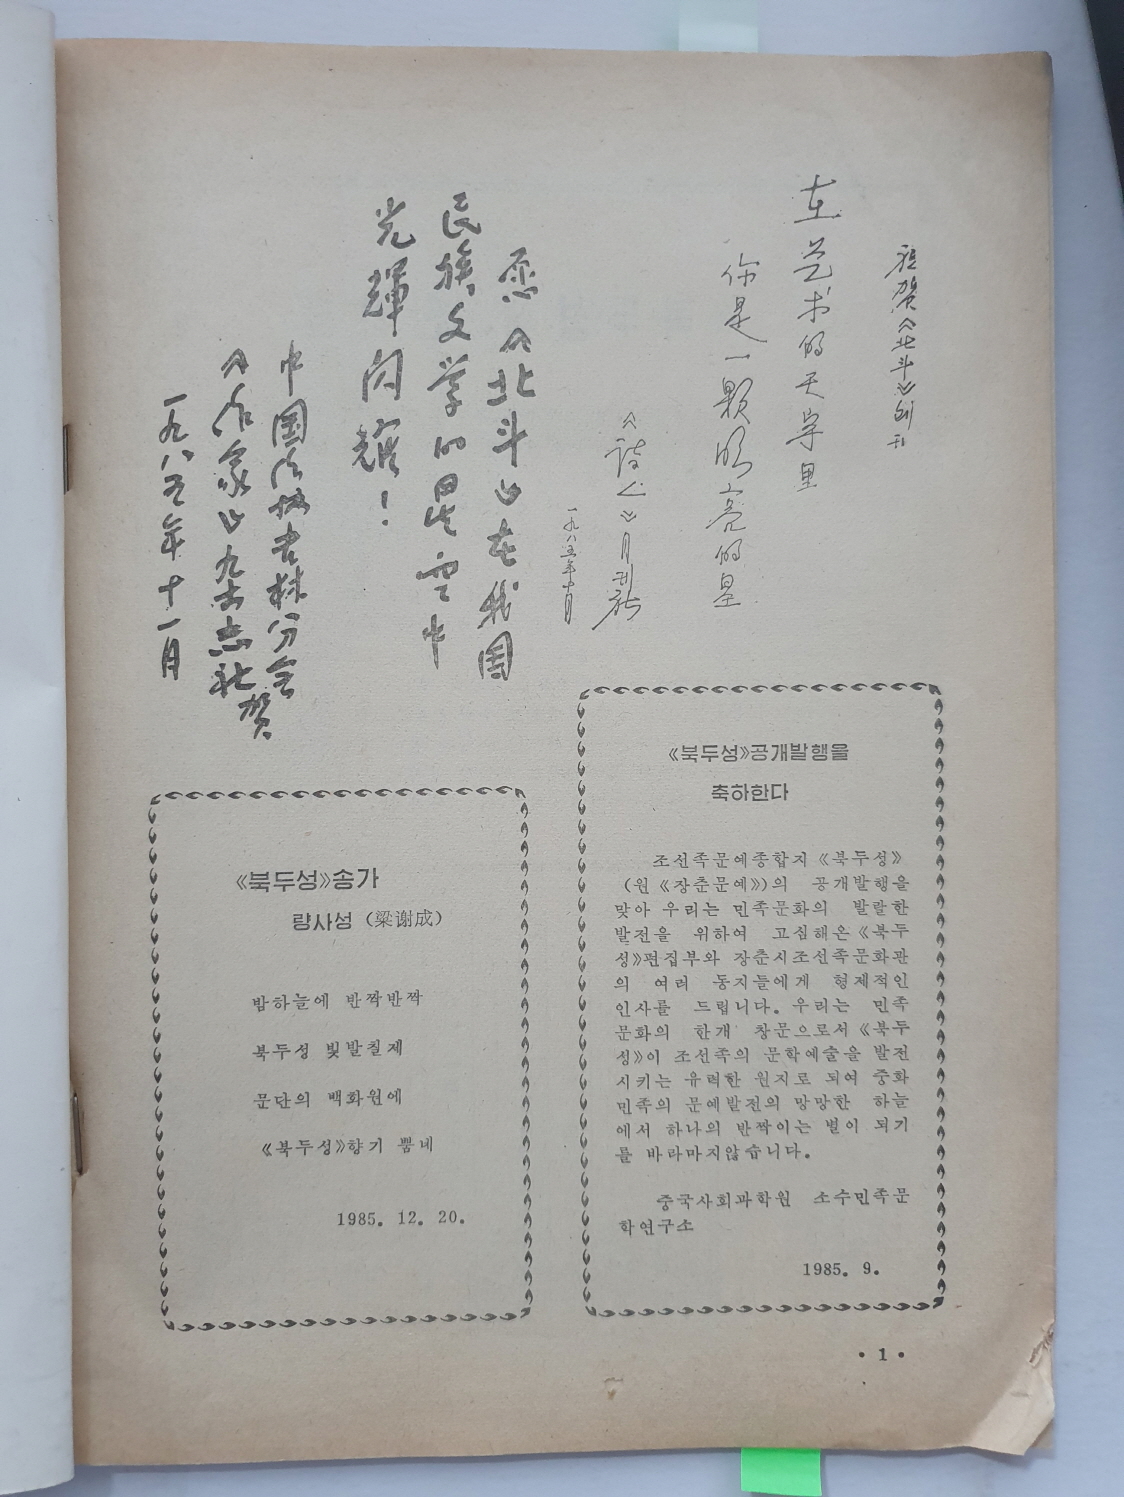 祝贺《北斗》创刊
在艺术的天宇里
你是一颗明亮的星
《诗人》月刊
一九八五年十月
愿《北斗》在我国
民族文学的星空中
光輝闪耀！
中国作协吉林分会
《作家》杂志社贺
一九八五年十一月
《북두성》공개발행을
축하한다
조선족문예종합지《북두성》
(원《장춘문예》)의 공개발행을
맞아 우리는 민족문화의 발랄한
발전을 위하여 고심해온《북두
성》편집부와 장춘시조선족문화관
의 여러 동지들에게 형제적인
인사를 드립니다. 우리는 민족
문화의 한개 창문으로서《북두
성》이 조선족의 문학예술을 발전
시키는 유력한 원지로 되여 중화
민족의 문예발전의 망망한 하늘
에서 하나의 반짝이는 별이 되기
를 바라마지않습니다.
중국사회과학원 소수민족문
학연구소
1985. 9.
《북두성》송가
량사성 (梁谢成)
밤하늘에 반짝반짝
북두성 빛발칠제
문단의 백화원에
《북두성》향기 뿜네
1985. 12. 20.
• 1 •